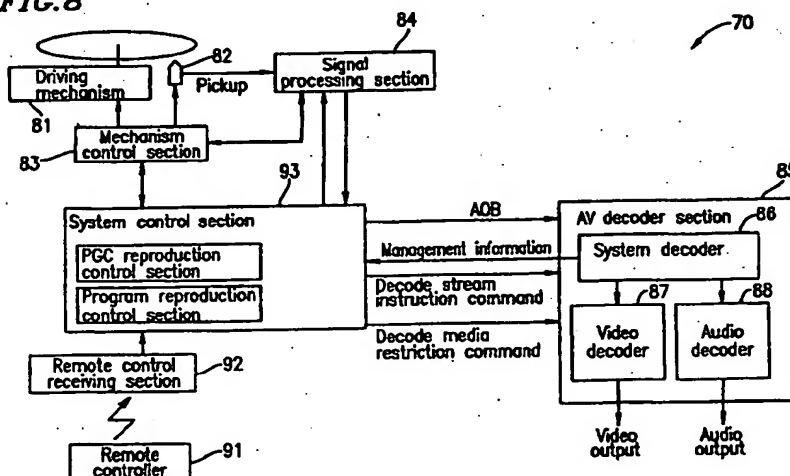 FIG.8
84
82
70
Driving
mechanism
Pickup
Signal
processing section
81
83
Mechanism
control section
93
System control section
PGC reproduction
control section
Program reproduction
control section
AOB
Management information
Decode stream
instruction command
Decode media
restriction command
85
AV decoder section
86
System decoder
87
88
Video
decoder
Audio
decoder
Remote control
receiving section
92
Video
output
Audio
output
Remote
controller
91